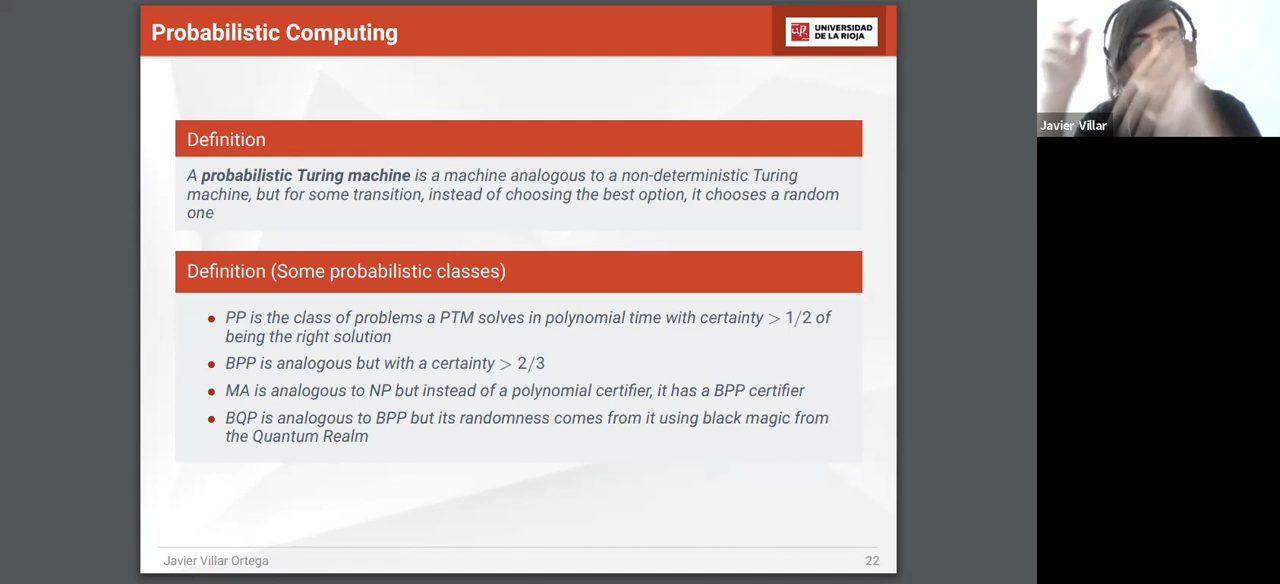 Probabilistic Computing
UNIVERSIDAD
DE LA RIOJA
Definition
A probabilistic Turing machine is a machine analogous to a non-deterministic Turing
machine, but for some transition, instead of choosing the best option, it chooses a random
one
Definition (Some probabilistic classes)
PP is the class of problems a PTM solves in polynomial time with certainty > 1/2 of
being the right solution
BPP is analogous but with a certainty > 2/3
MA is analogous to NP but instead of a polynomial certifier, it has a BPP certifier
BQP is analogous to BPP but its randomness comes from it using black magic from
the Quantum Realm
Javier Villar Ortega
22
Javier Villar